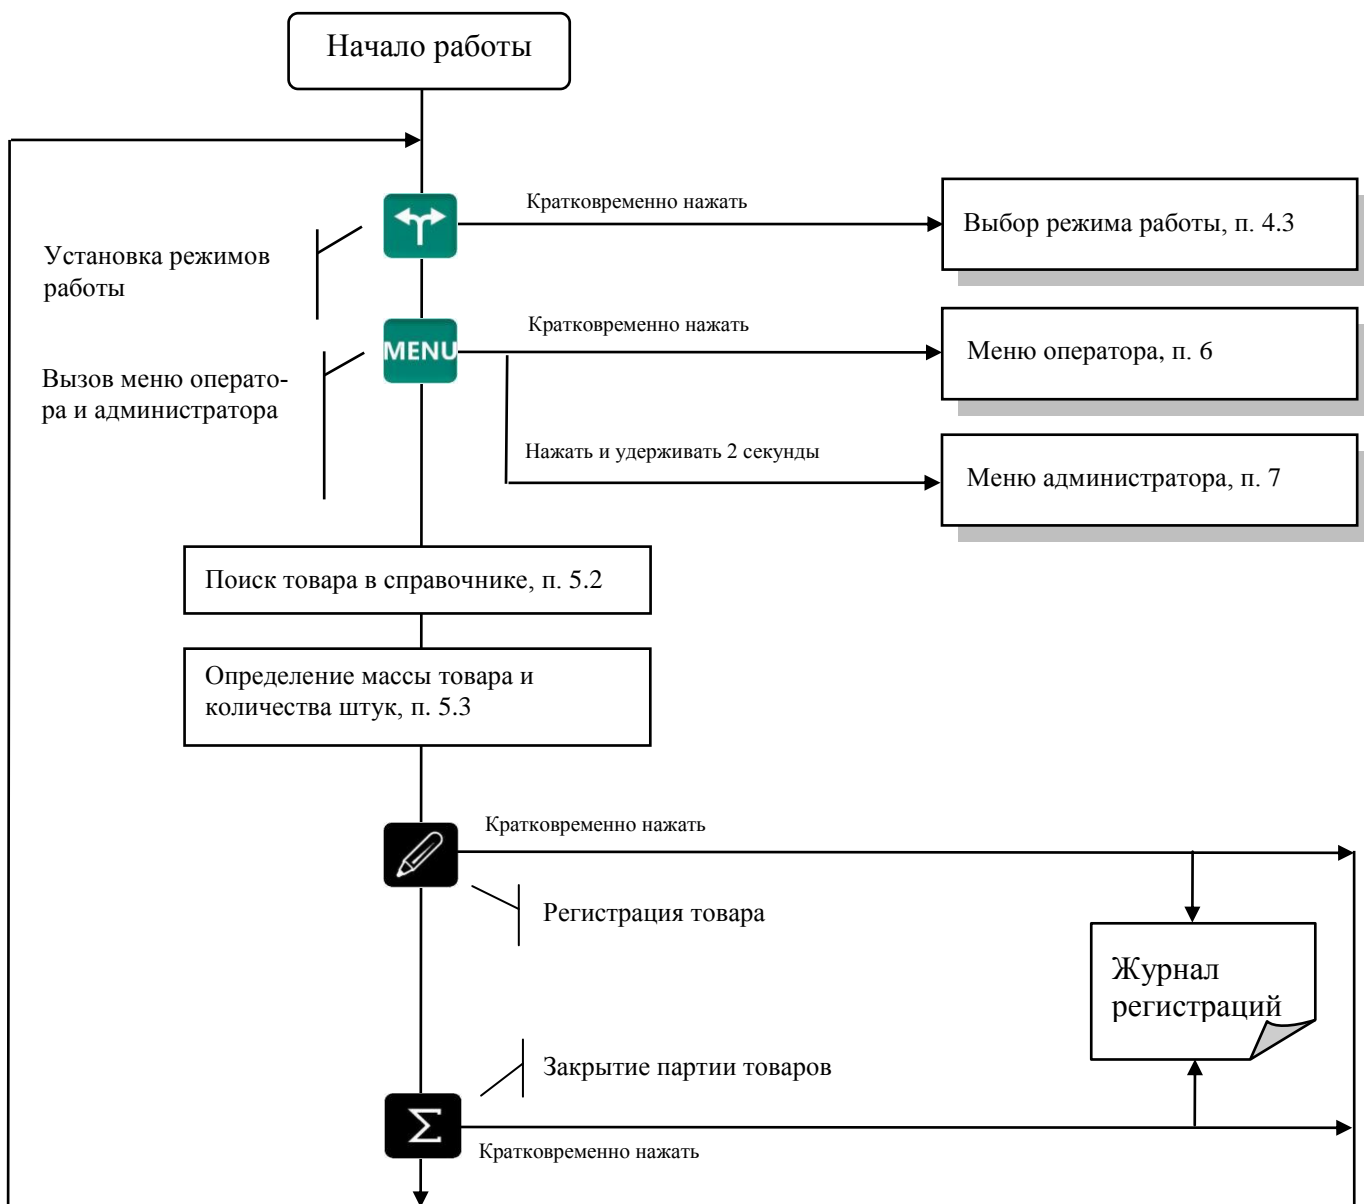 Начало работы
Кратковременно нажать
Выбор режима работы, п. 4.3
Установка режимов
работы
Кратковременно нажать
MENU
Меню оператора, п. 6
Вызов меню операто-
ра и администратора
Нажать и удерживать 2 секунды
Меню администратора, п. 7
Поиск товара в справочнике, п. 5.2
Определение массы товара и
количества штук, п. 5.3
Кратковременно нажать
Регистрация товара
Журнал
регистраций
Закрытие партии товаров
Σ
Кратковременно нажать